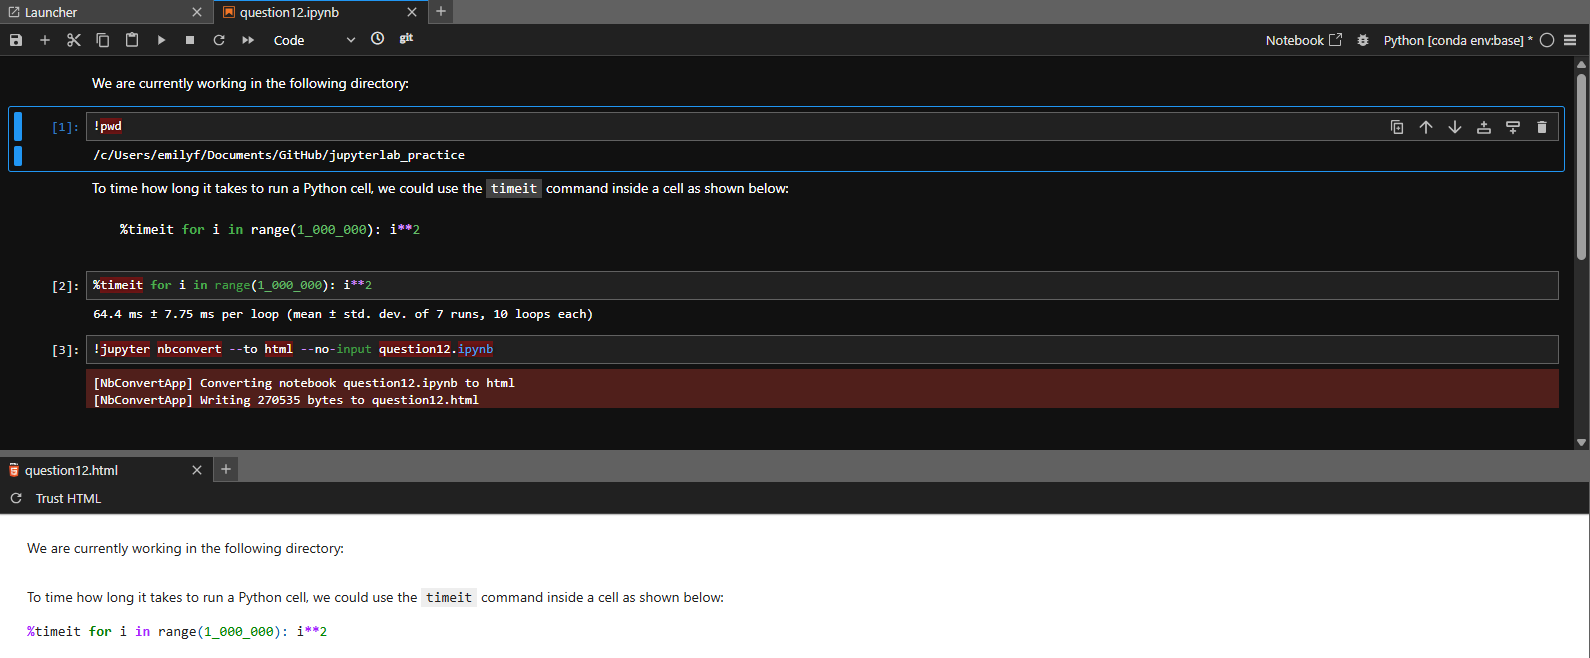 Launcher
question12.ipynb
Code
git
Notebook
Python [conda env:base] *
We are currently working in the following directory:
[1]:
!pwd
/c/Users/emilyf/Documents/GitHub/jupyterlab_practice
To time how long it takes to run a Python cell, we could use the timeit command inside a cell as shown below:
%timeit for i in range(1_000_000): i**2
[2]:
%timeit for i in range(1_000_000): i**2
64.4 ms ± 7.75 ms per loop (mean ± std. dev. of 7 runs, 10 loops each)
[3]:
!jupyter nbconvert --to html --no-input question12.ipynb
[NbConvertApp] Converting notebook question12.ipynb to html
[NbConvertApp] Writing 270535 bytes to question12.html
question12.html
Trust HTML
We are currently working in the following directory:
To time how long it takes to run a Python cell, we could use the timeit command inside a cell as shown below:
%timeit for i in range(1_000_000): i**2